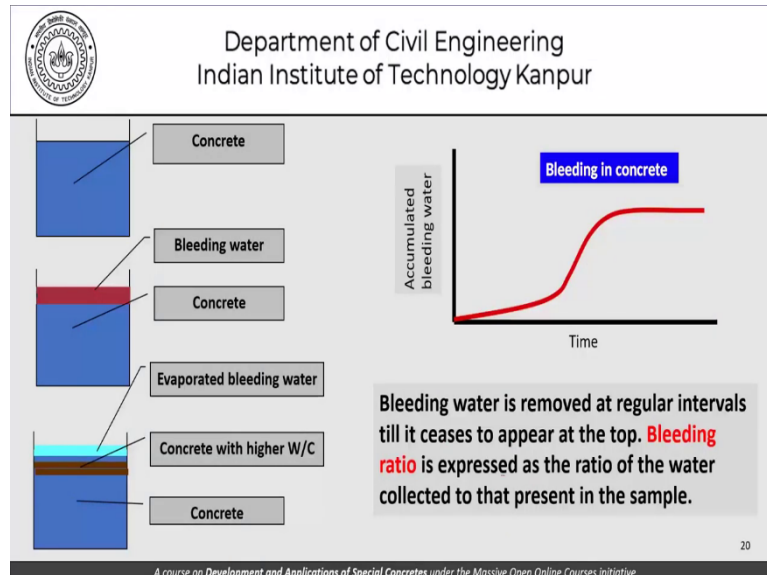 Department of Civil Engineering
Indian Institute of Technology Kanpur
Concrete
Bleeding water
Concrete
Evaporated bleeding water
Concrete with higher W/C
Concrete
Bleeding in concrete
Accumulated
bleeding water
Time
Bleeding water is removed at regular intervals
till it ceases to appear at the top. Bleeding
ratio is expressed as the ratio of the water
collected to that present in the sample.
20
A course on Development and Applications of Special Concretes under the Massive Open Online Courses initiative